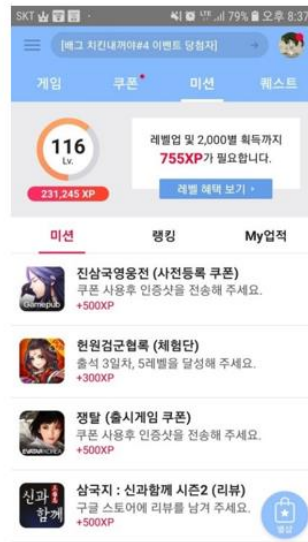 SKT LTE 79% 오후 8:37
[배그 치킨내꺼야#4 이벤트 당첨자]
게임 쿠폰 미션 퀘스트
116
Lv.
231,245 XP
레벨업 및 2,000별 획득까지
755XP가 필요합니다.
레벨 혜택 보기
미션 랭킹 My업적
진삼국영웅전 (사전등록 쿠폰)
쿠폰 사용후 인증샷을 전송해 주세요.
+500XP
Gamepub
헌원검군협록 (체험단)
출석 3일차, 5레벨을 달성해 주세요.
+300XP
쟁탈 (출시게임 쿠폰)
쿠폰 사용후 인증샷을 전송해 주세요.
+500XP
삼국지 : 신과함께 시즌2 (리뷰)
구글 스토어에 리뷰를 남겨 주세요.
+500XP
신과
함께
별샵